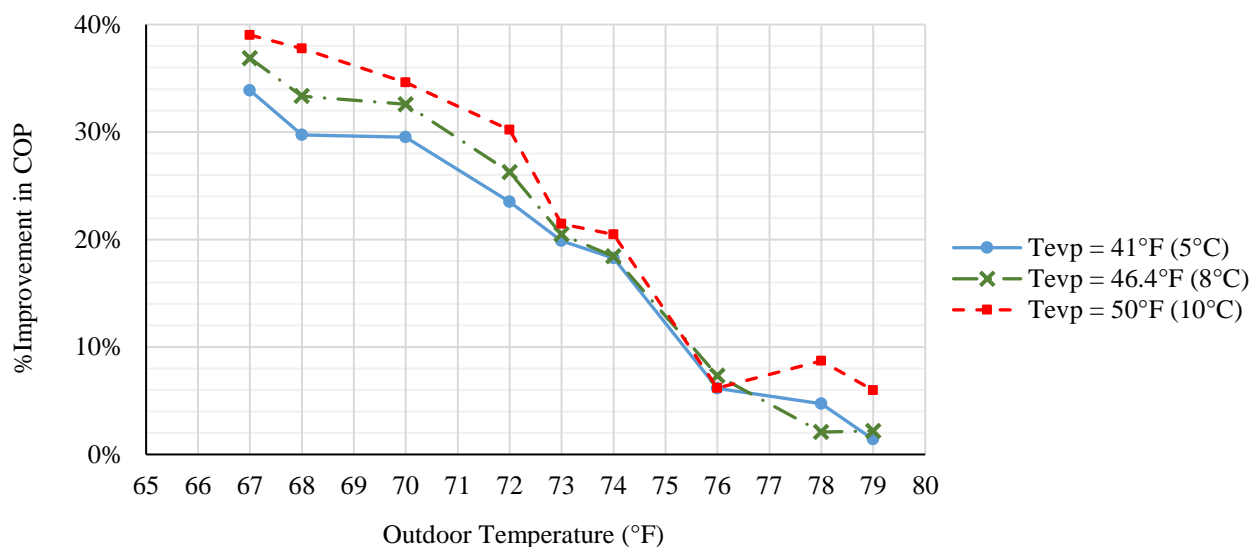 40%
30%
20%
10%
0%
%Improvement in COP
65 66 67 68 69 70 71 72 73 74 75 76 77 78 79 80
Outdoor Temperature (°F)
Tevp = 41°F (5°C)
Tevp = 46.4°F (8°C)
Tevp = 50°F (10°C)